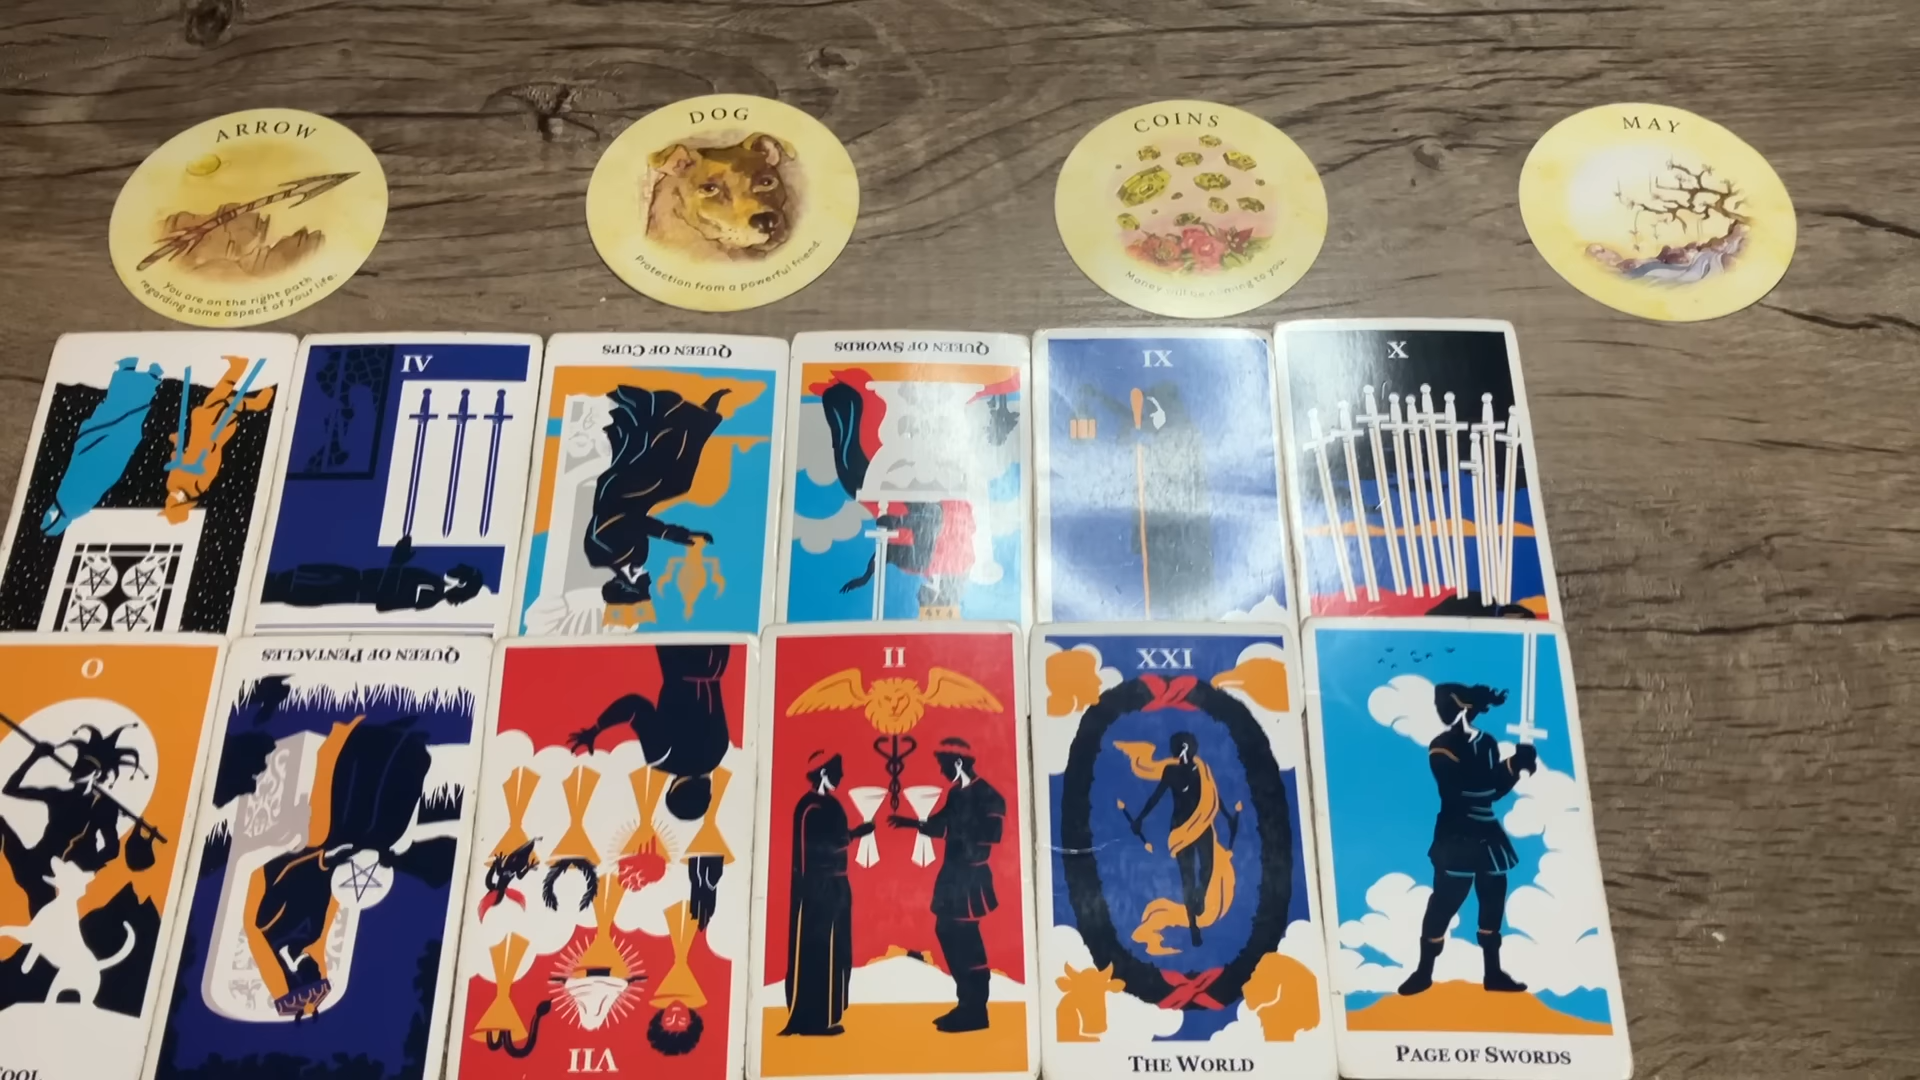 ARROW
You are on the right path
regarding some aspect of your life.
DOG
Protection from a powerful friend.
COINS
Money will be coming to you.
MAY
VI
QUEEN OF CUPS
QUEEN OF SWORDS
IX
X
0
QUEEN OF PENTACLES
VII
II
XXI
THE WORLD
PAGE OF SWORDS